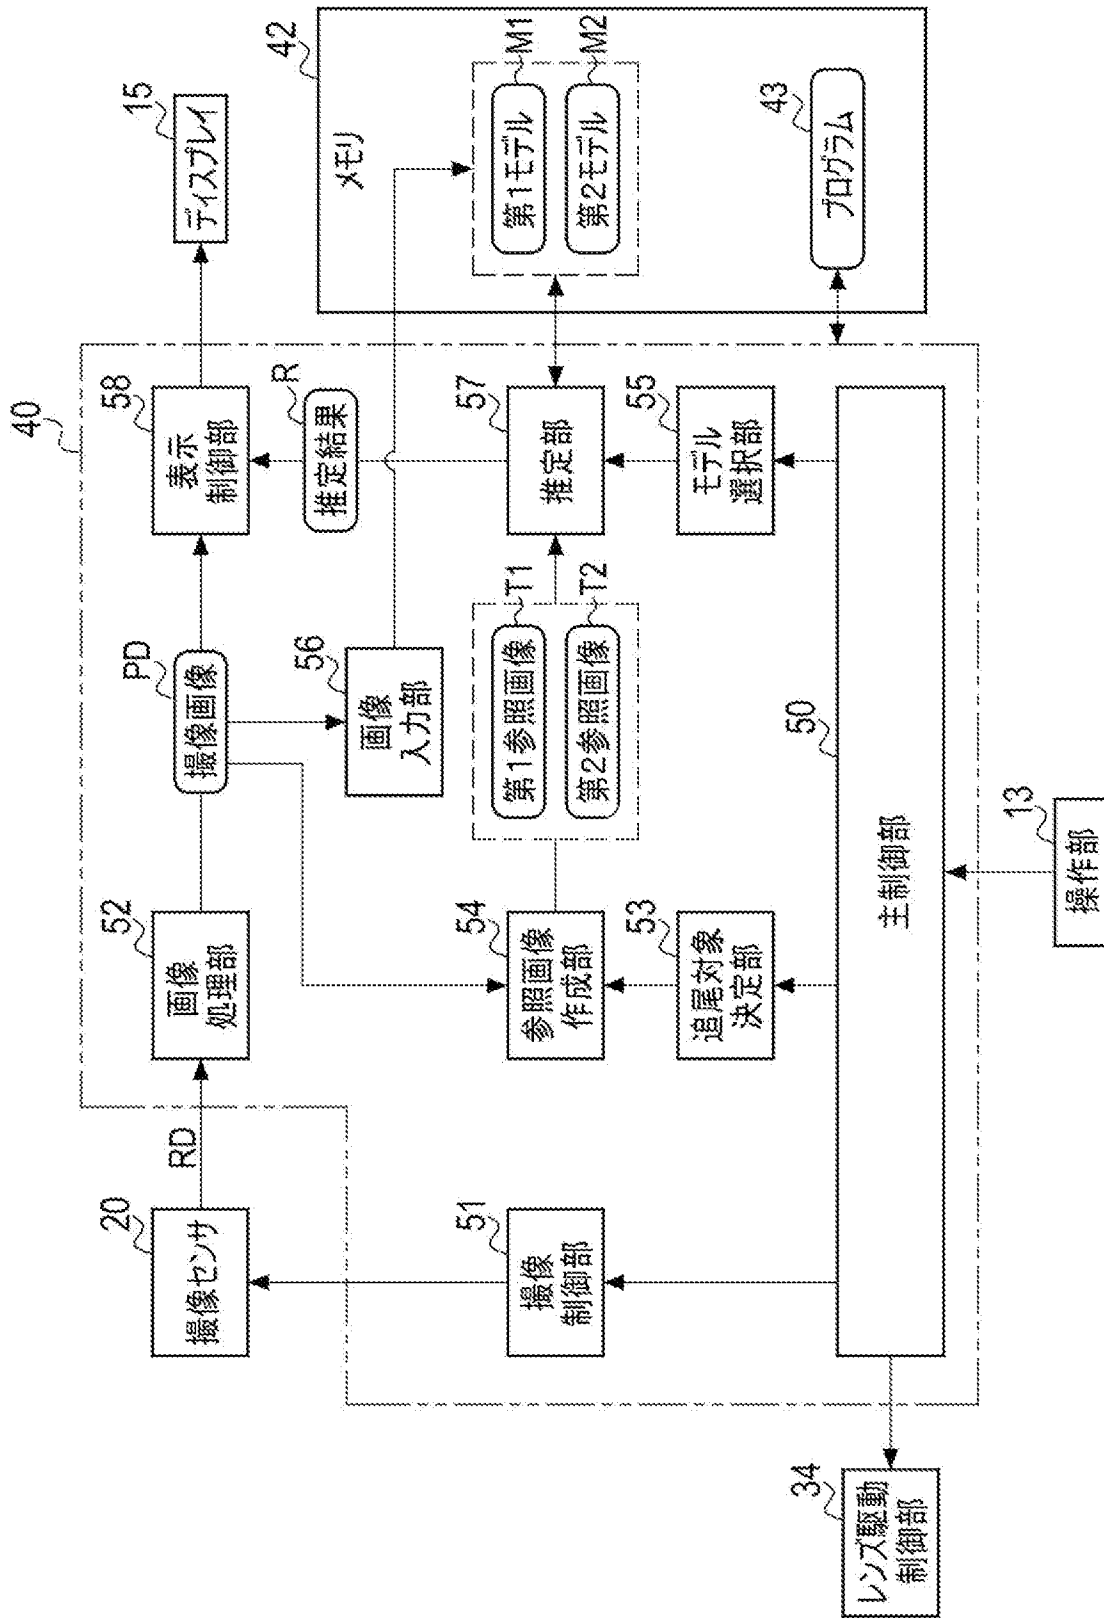 40
20
撮像センサ
RD
52
画像
処理部
PD
撮像画像
58
表示
制御部
15
ディスプレイ
56
画像
入力部
R
推定結果
42
メモリ
51
撮像
制御部
54
参照画像
作成部
T1
第1参照画像
T2
第2参照画像
57
推定部
M1
第1モデル
M2
第2モデル
53
追尾対象
決定部
55
モデル
選択部
43
プログラム
50
主制御部
34
レンズ駆動
制御部
13
操作部